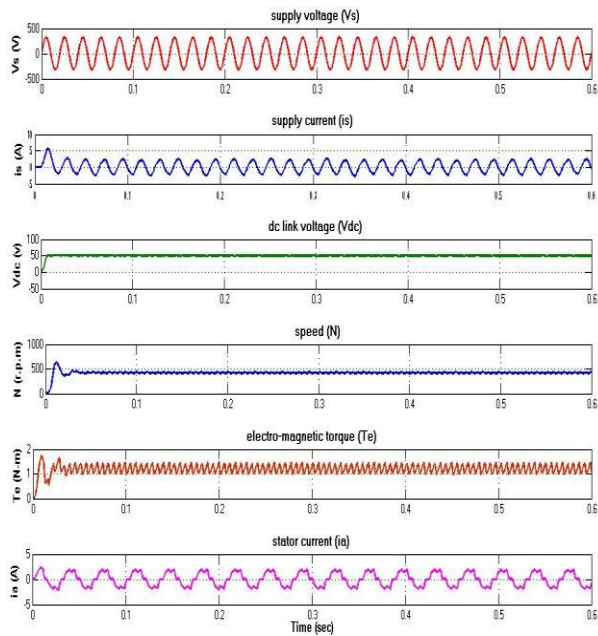 supply voltage (Vs)
Vs (V)
500
0
-500
0 0.1 0.2 0.3 0.4 0.5 0.6
supply current (is)
is (A)
10
5
0
-5
0 0.1 0.2 0.3 0.4 0.5 0.6
dc link voltage (Vdc)
Vdc (v)
100
50
0
-50
0 0.1 0.2 0.3 0.4 0.5 0.6
speed (N)
N (r.p.m)
1000
500
0
0 0.1 0.2 0.3 0.4 0.5 0.6
electro-magnetic torque (Te)
Te (N-m)
2
1
0
0 0.1 0.2 0.3 0.4 0.5 0.6
stator current (ia)
ia (A)
5
0
-5
0 0.1 0.2 0.3 0.4 0.5 0.6
Time (sec)